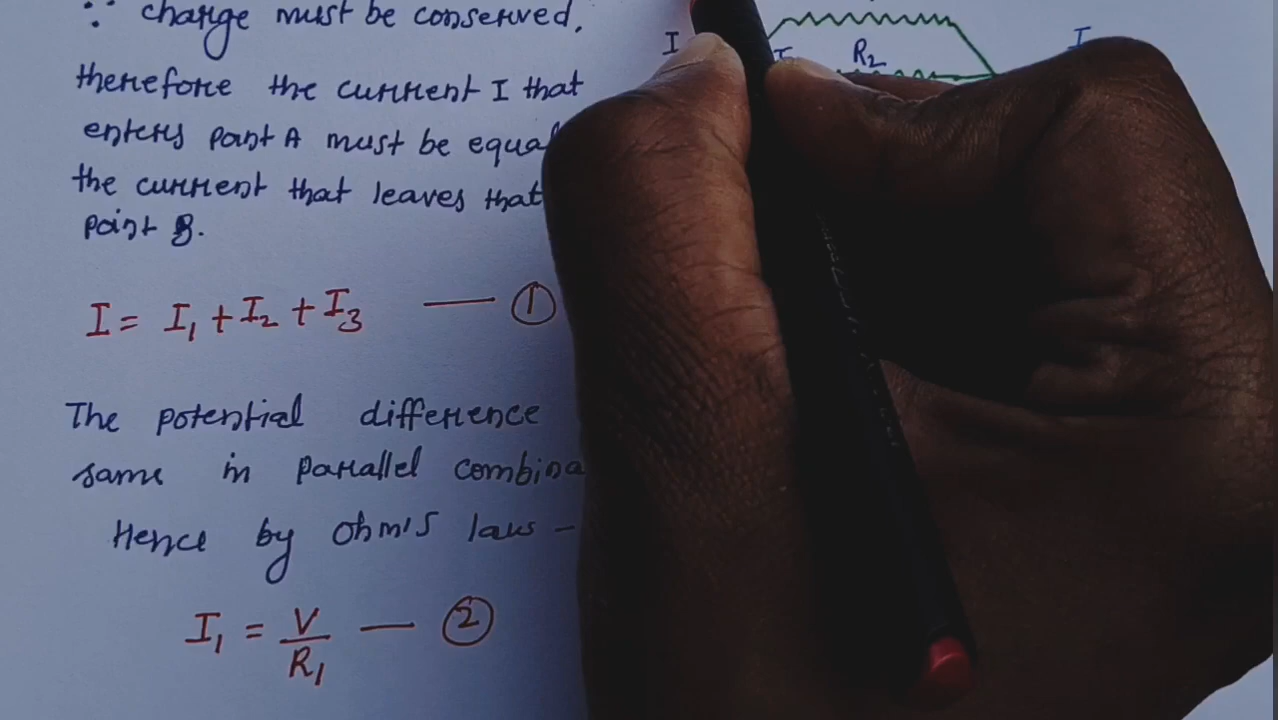 ∵ charge must be conserved.
therefore the current I that
enters point A must be equal
the current that leaves that
point B.
I = I₁ + I₂ + I₃ — ①
The potential difference
same in parallel combina
Hence by ohm's law -
I₁ = V/R₁ — ②
I
R₂
I